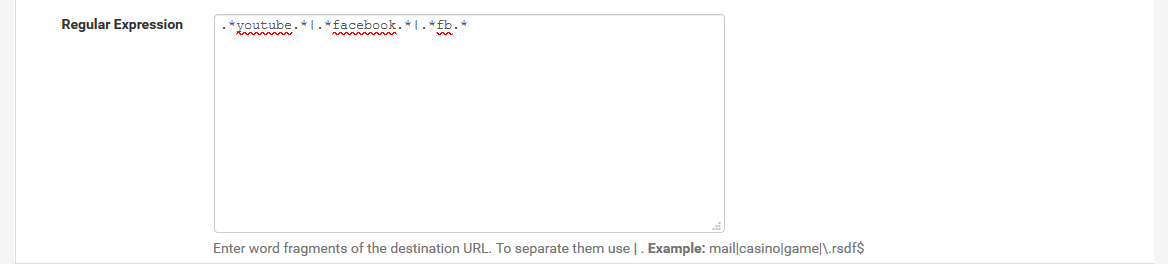 Regular Expression
.*youtube.*|.*facebook.*|.*fb.*
Enter word fragments of the destination URL. To separate them use | . Example: mail|casino|game|\.rsdf$